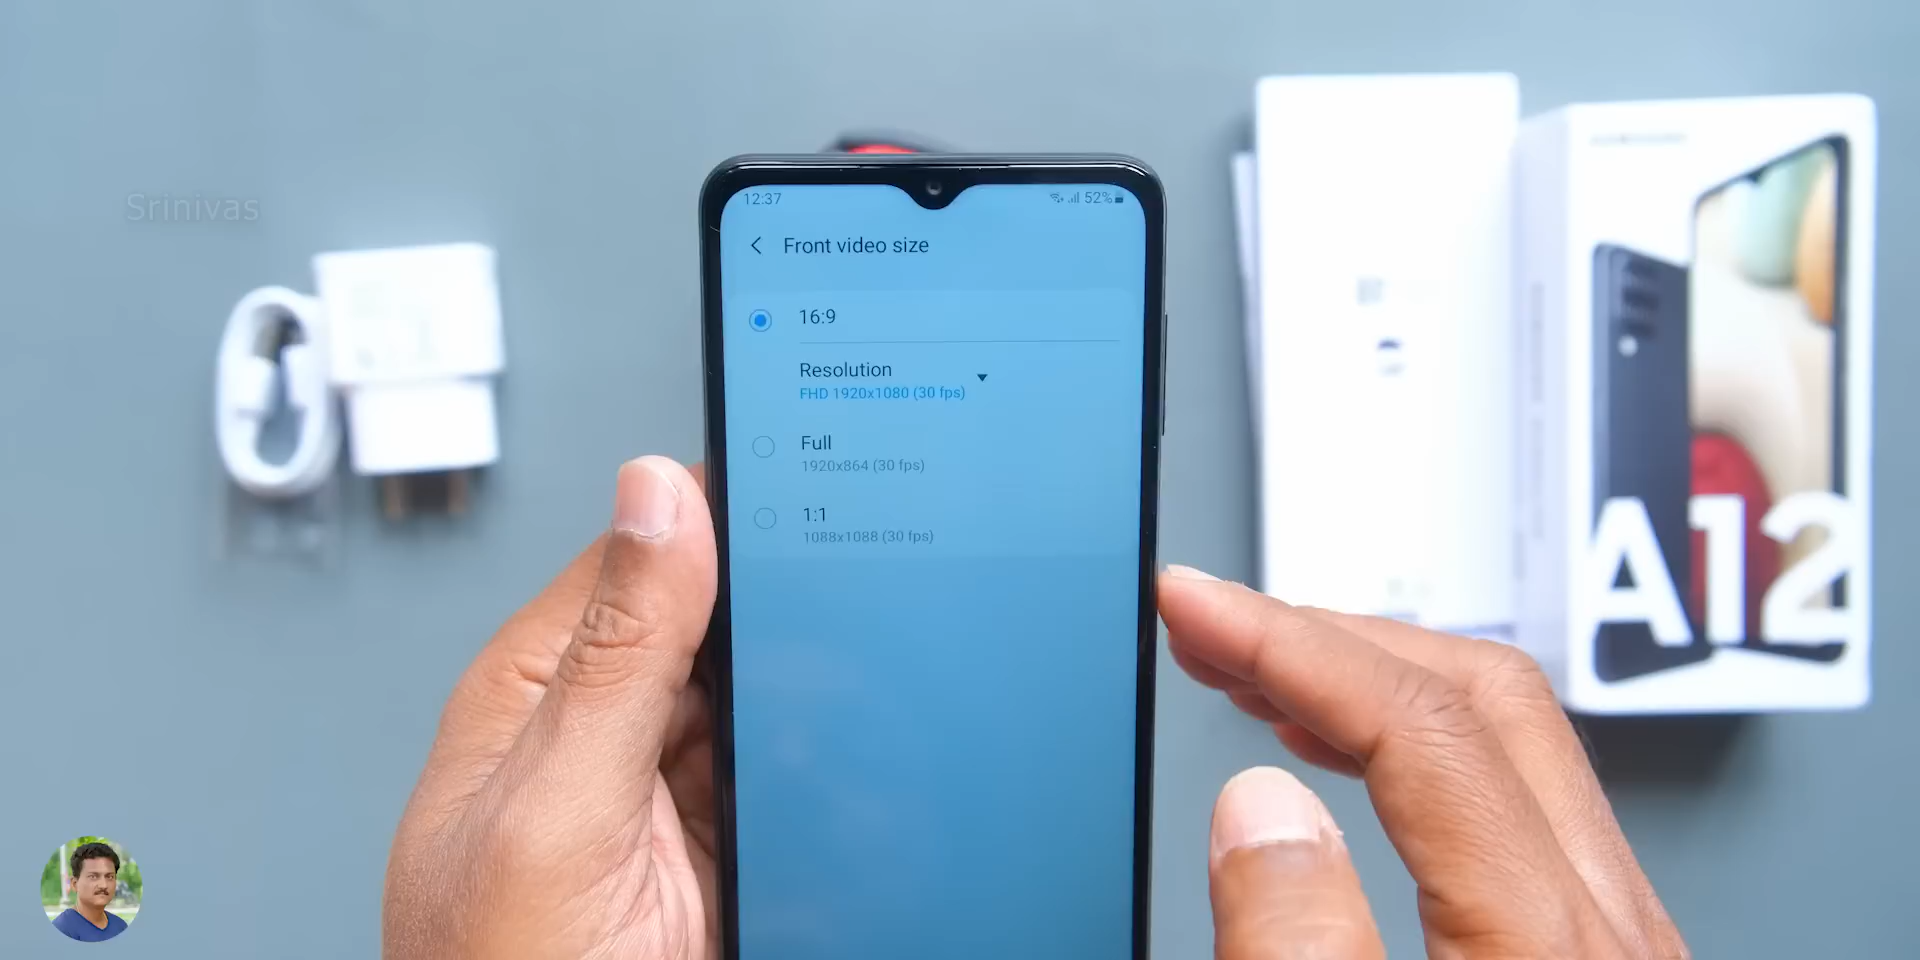 Srinivas
12:37
52%
Front video size
16:9
Resolution
FHD 1920x1080 (30 fps)
Full
1920x864 (30 fps)
1:1
1088x1088 (30 fps)
A12